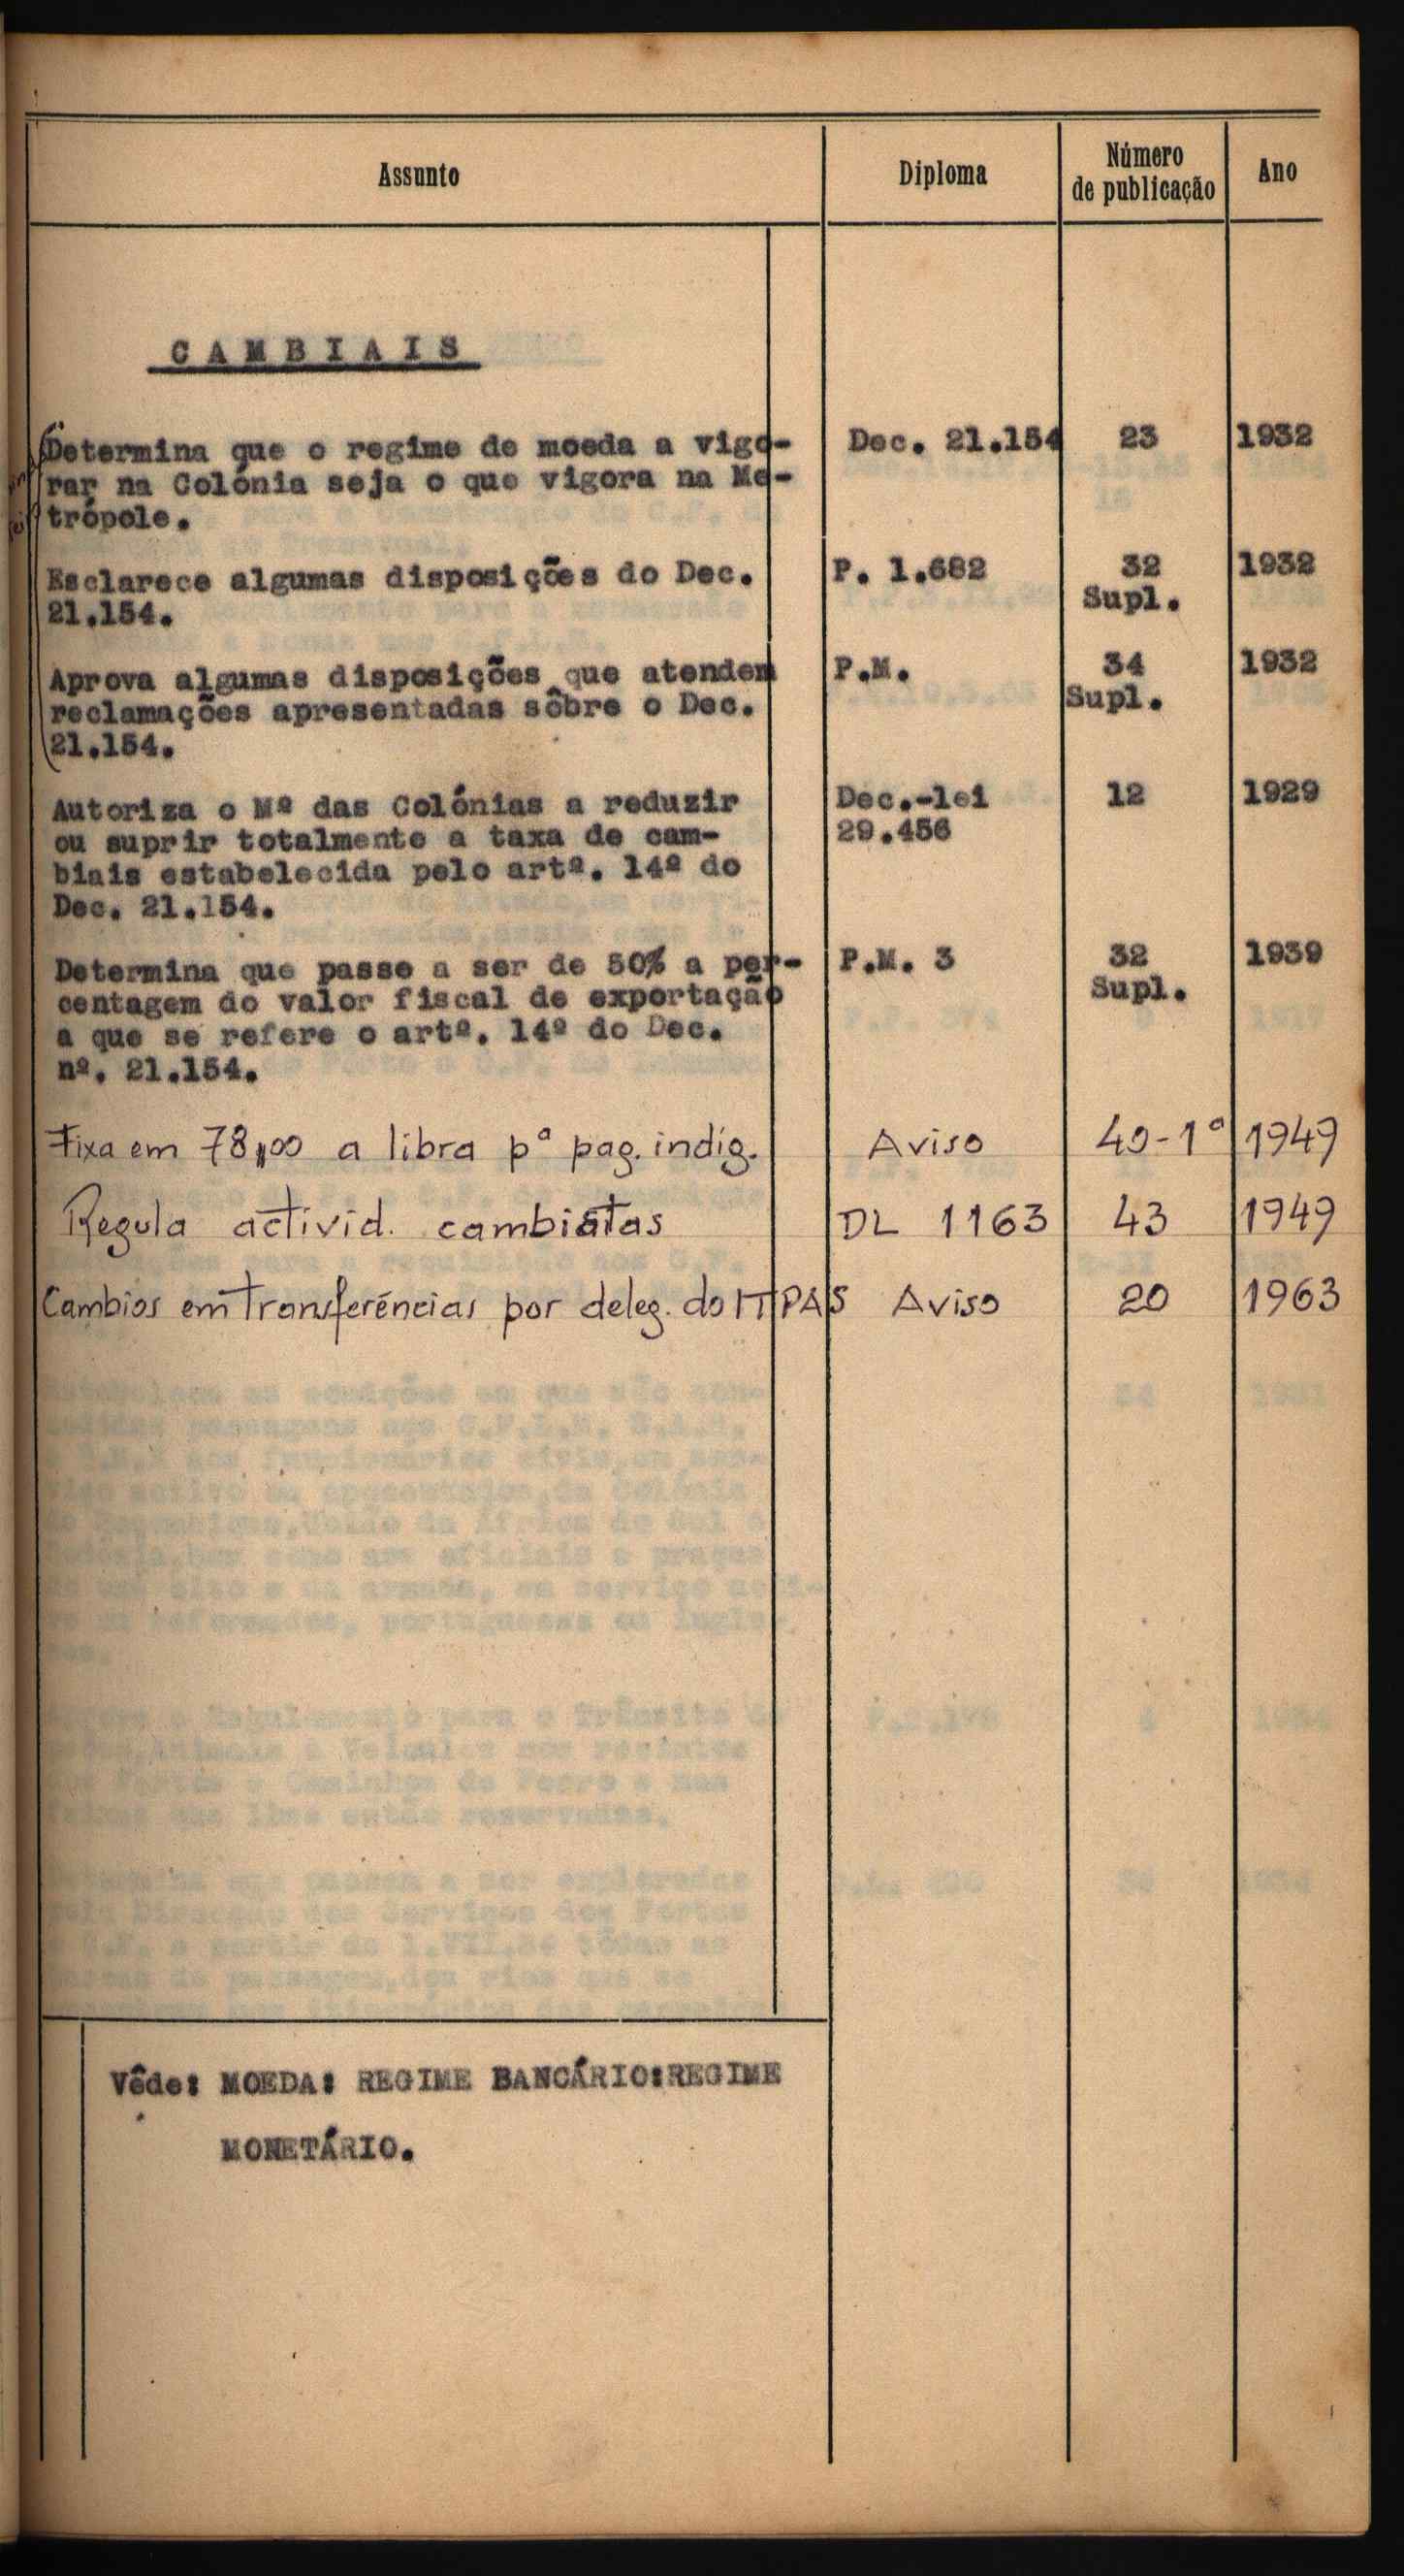 Assunto Diploma Número de publicação Ano
CAMBIAIS
Determina que o regime de moeda a vigo- Dec. 21.154 23 1932
rar na Colónia seja o que vigora na Me-
trópole.
Esclarece algumas disposições do Dec. P. 1.682 32 1932
21.154. Supl.
Aprova algumas disposições que atendem P.M. 34 1932
reclamações apresentadas sôbre o Dec. Supl.
21.154.
Autoriza o Mº das Colónias a reduzir Dec.-lei 12 1929
ou suprir totalmente a taxa de cam- 29.456
biais estabelecida pelo artº. 14º do
Dec. 21.154.
Determina que passe a ser de 50% a per- P.M. 3 32 1939
centagem do valor fiscal de exportação Supl.
a que se refere o artº. 14º do Dec.
nº. 21.154.
Fixa em 78$00 a libra pª pag. indig. Aviso 40-1º 1949
Regula activid. cambistas DL 1163 43 1949
Cambios em Transferências por deleg. do ITPAS Aviso 20 1963
Vêde: MOEDA: REGIME BANCÁRIO:REGIME
MONETÁRIO.